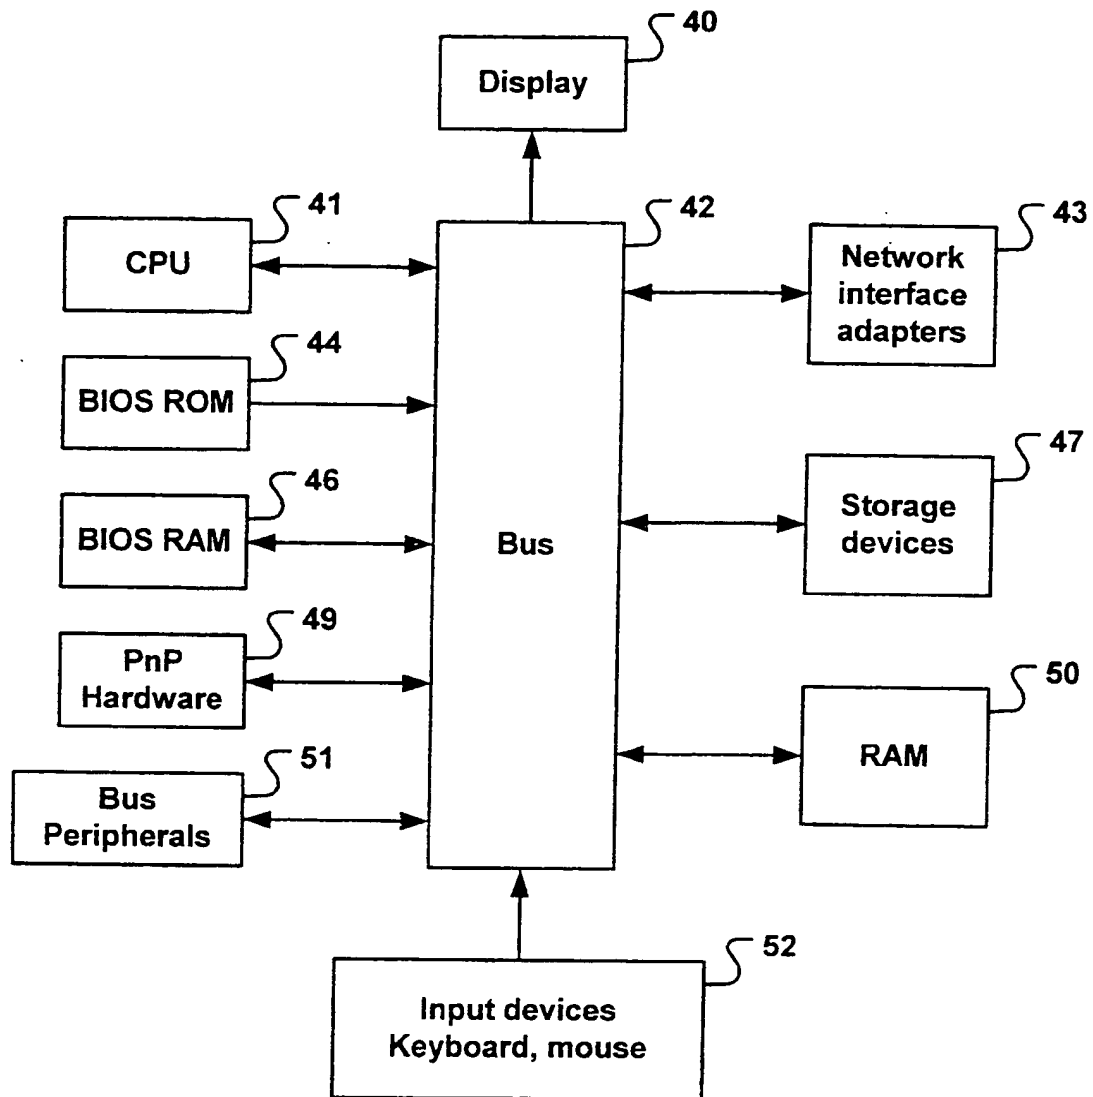 40
Display
41
CPU
42
43
Network
interface
adapters
44
BIOS ROM
47
Storage
devices
46
BIOS RAM
Bus
49
PnP
Hardware
50
RAM
51
Bus
Peripherals
52
Input devices
Keyboard, mouse